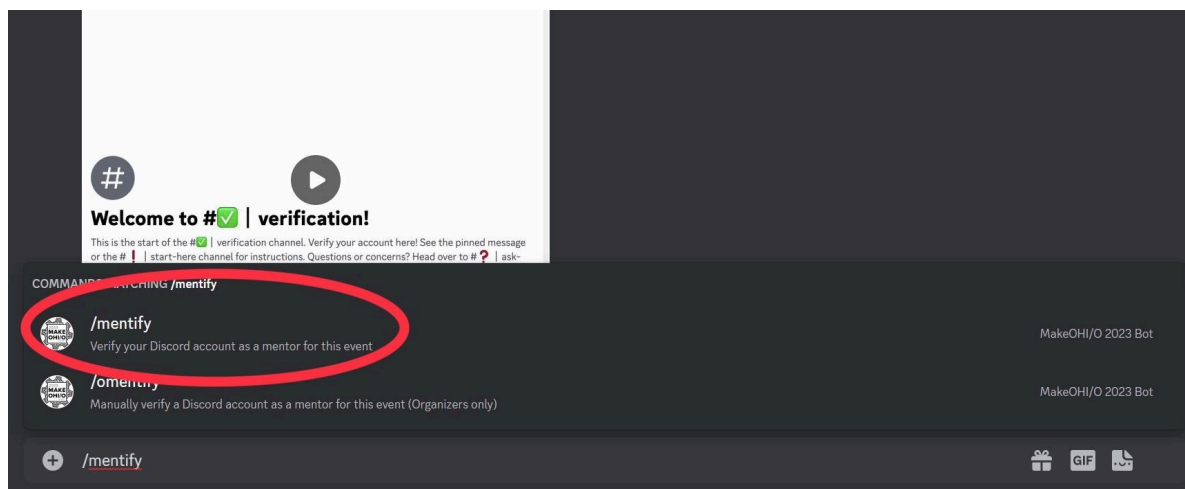 #
Welcome to #✅ | verification!
This is the start of the #✅ | verification channel. Verify your account here! See the pinned message
or the #❗ | start-here channel for instructions. Questions or concerns? Head over to #❓ | ask-
COMMANDS MATCHING /mentify
/mentify
Verify your Discord account as a mentor for this event
MakeOHI/O 2023 Bot
/omentify
Manually verify a Discord account as a mentor for this event (Organizers only)
MakeOHI/O 2023 Bot
/mentify
GIF